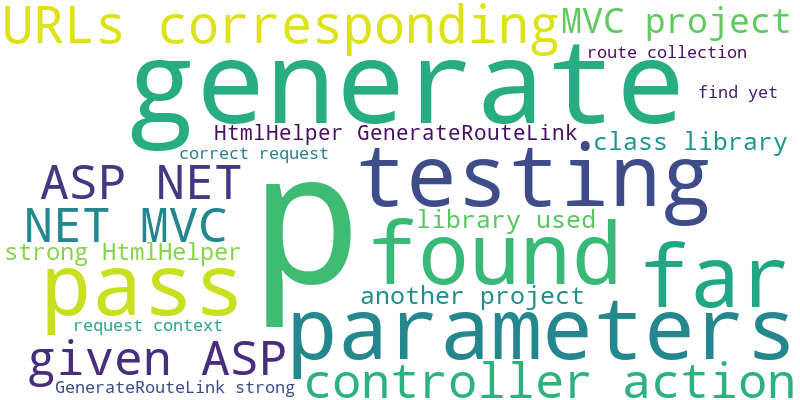 URLs corresponding
MVC project
route collection
generate
find yet
HtmlHelper GenerateRouteLink
class library
correct request
testing
ASP NET
p
NET MVC
library used
found
strong HtmlHelper
far
pass
another project
parameters
request context
given ASP
controller action
GenerateRouteLink strong